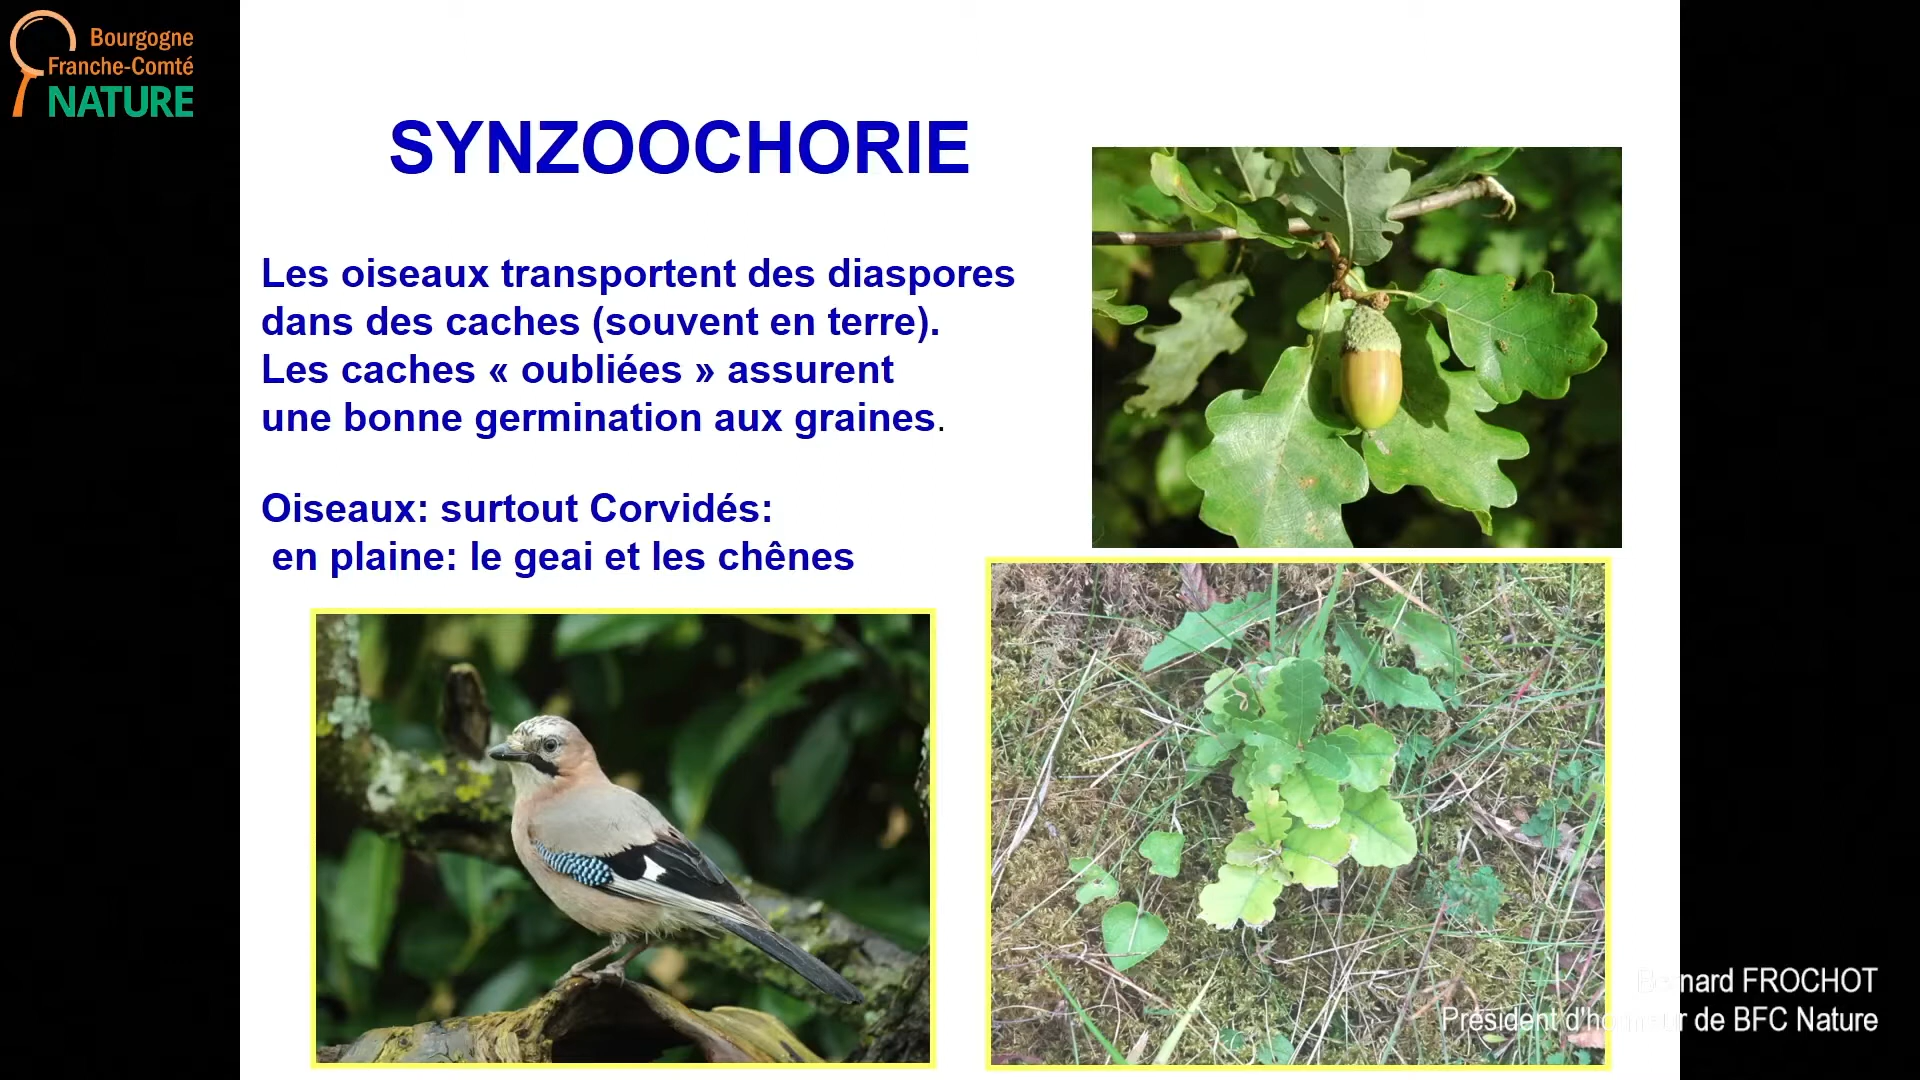 Bourgogne
Franche-Comté
NATURE
SYNZOOCHORIE
Les oiseaux transportent des diaspores
dans des caches (souvent en terre).
Les caches « oubliées » assurent
une bonne germination aux graines.
Oiseaux: surtout Corvidés:
en plaine: le geai et les chênes
Bernard FROCHOT
Président d'honneur de BFC Nature